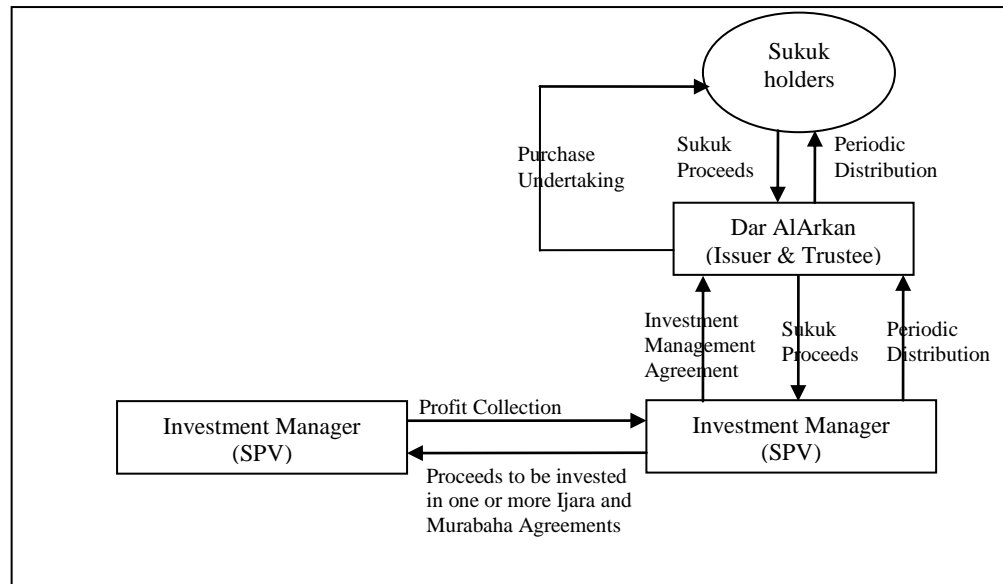 Sukuk
holders
Purchase
Undertaking
Sukuk
Proceeds
Periodic
Distribution
Dar AlArkan
(Issuer & Trustee)
Investment
Management
Agreement
Sukuk
Proceeds
Periodic
Distribution
Investment Manager
(SPV)
Profit Collection
Investment Manager
(SPV)
Proceeds to be invested
in one or more Ijara and
Murabaha Agreements